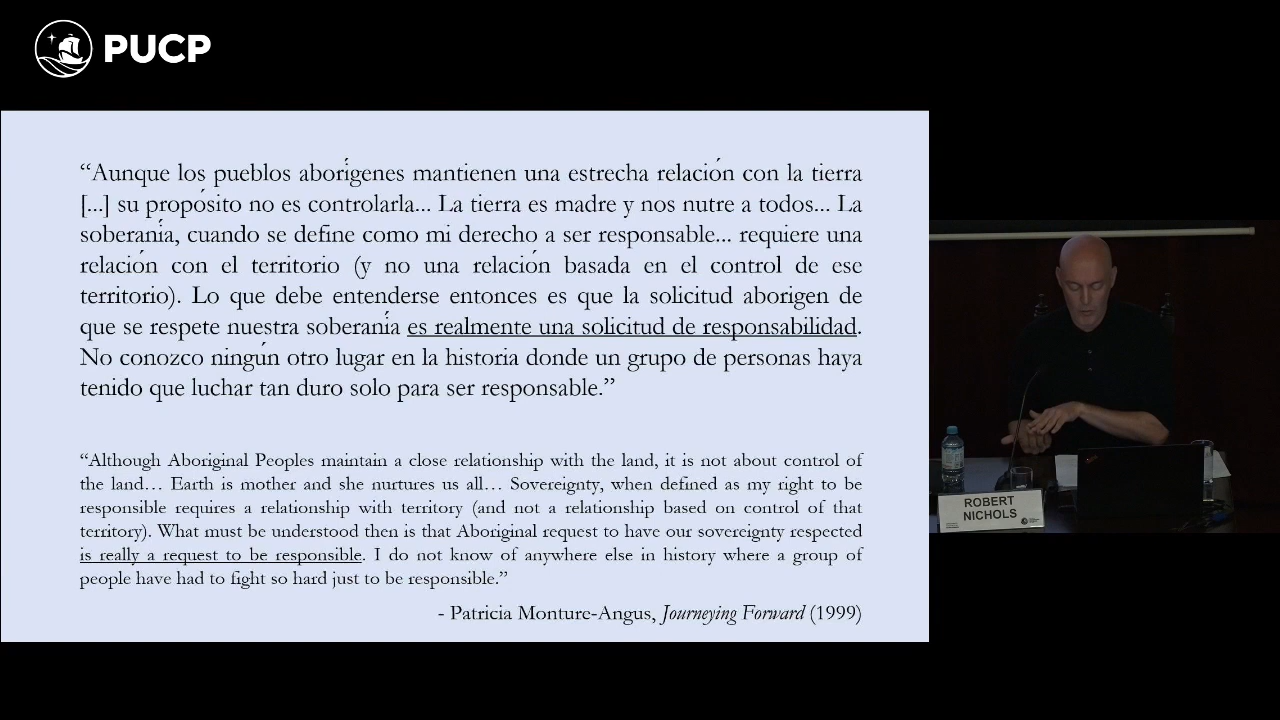 PUCP
“Aunque los pueblos aborígenes mantienen una estrecha relación con la tierra
[...] su propósito no es controlarla... La tierra es madre y nos nutre a todos... La
soberanía, cuando se define como mi derecho a ser responsable... requiere una
relación con el territorio (y no una relación basada en el control de ese
territorio). Lo que debe entenderse entonces es que la solicitud aborigen de
que se respete nuestra soberanía es realmente una solicitud de responsabilidad.
No conozco ningún otro lugar en la historia donde un grupo de personas haya
tenido que luchar tan duro solo para ser responsable.”
“Although Aboriginal Peoples maintain a close relationship with the land, it is not about control of
the land… Earth is mother and she nurtures us all… Sovereignty, when defined as my right to be
responsible requires a relationship with territory (and not a relationship based on control of that
territory). What must be understood then is that Aboriginal request to have our sovereignty respected
is really a request to be responsible. I do not know of anywhere else in history where a group of
people have had to fight so hard just to be responsible.”
- Patricia Monture-Angus, Journeying Forward (1999)
ROBERT
NICHOLS